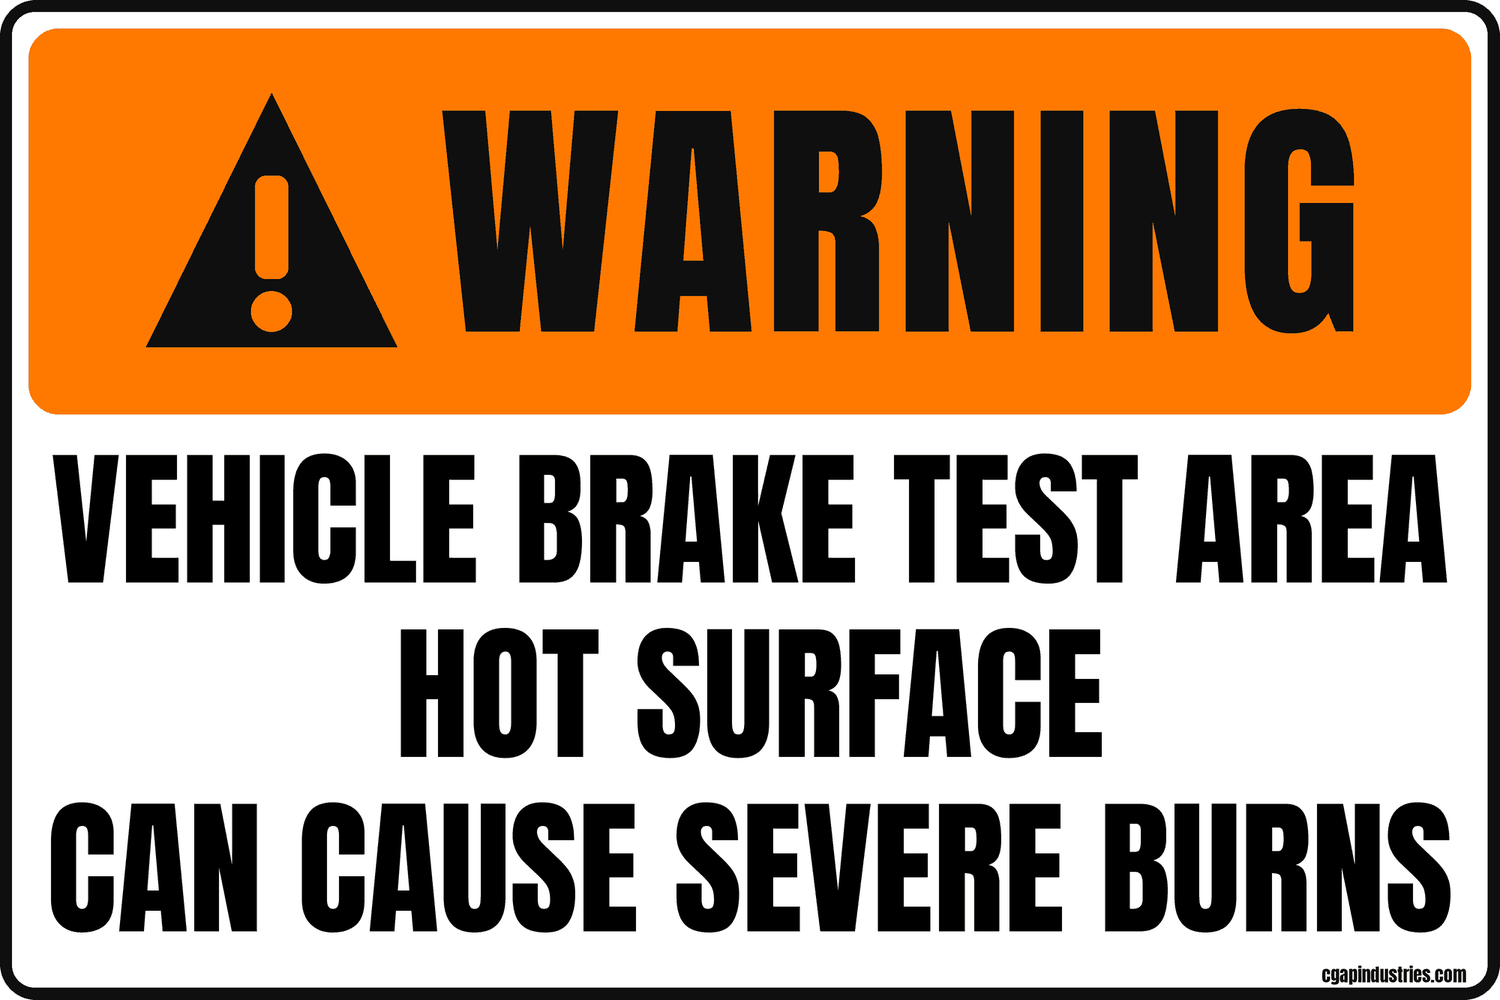 WARNING
VEHICLE BRAKE TEST AREA
HOT SURFACE
CAN CAUSE SEVERE BURNS
cgapindustries.com